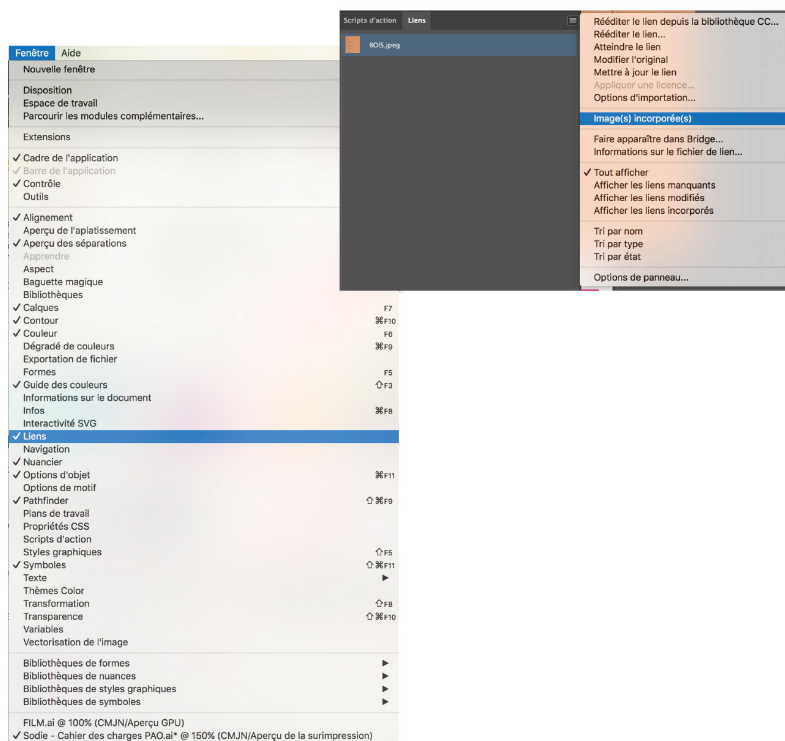 Fenêtre Aide
Nouvelle fenêtre
Disposition
Espace de travail
Parcourir les modules complémentaires...
Extensions
✓ Cadre de l'application
✓ Barre de l'application
✓ Contrôle
Outils
✓ Alignement
Aperçu de l'aplatissement
✓ Aperçu des séparations
Apprendre
Aspect
Baguette magique
Bibliothèques
✓ Calques F7
✓ Contour ⌘F10
✓ Couleur F6
Dégradé de couleurs ⌘F9
Exportation de fichier
Formes F5
✓ Guide des couleurs ⇧F3
Informations sur le document
Infos ⌘F8
Interactivité SVG
✓ Liens
Navigation
✓ Nuancier
✓ Options d'objet ⌘F11
Options de motif
✓ Pathfinder ⇧⌘F9
Plans de travail
Propriétés CSS
Scripts d'action
Styles graphiques ⇧F5
✓ Symboles ⇧⌘F11
Texte ▶
Thèmes Color
Transformation ⇧F8
Transparence ⇧⌘F10
Variables
Vectorisation de l'image
Bibliothèques de formes ▶
Bibliothèques de nuances ▶
Bibliothèques de styles graphiques ▶
Bibliothèques de symboles ▶
FILM.ai @ 100% (CMJN/Aperçu GPU)
✓ Sodie - Cahier des charges PAO.ai* @ 150% (CMJN/Aperçu de la surimpression)
Scripts d'action Liens
BOIS.jpeg
Rééditer le lien depuis la bibliothèque CC...
Rééditer le lien...
Atteindre le lien
Modifier l'original
Mettre à jour le lien
Appliquer une licence...
Options d'importation...
Image(s) incorporée(s)
Faire apparaître dans Bridge...
Informations sur le fichier de lien...
✓ Tout afficher
Afficher les liens manquants
Afficher les liens modifiés
Afficher les liens incorporés
Tri par nom
Tri par type
Tri par état
Options de panneau...